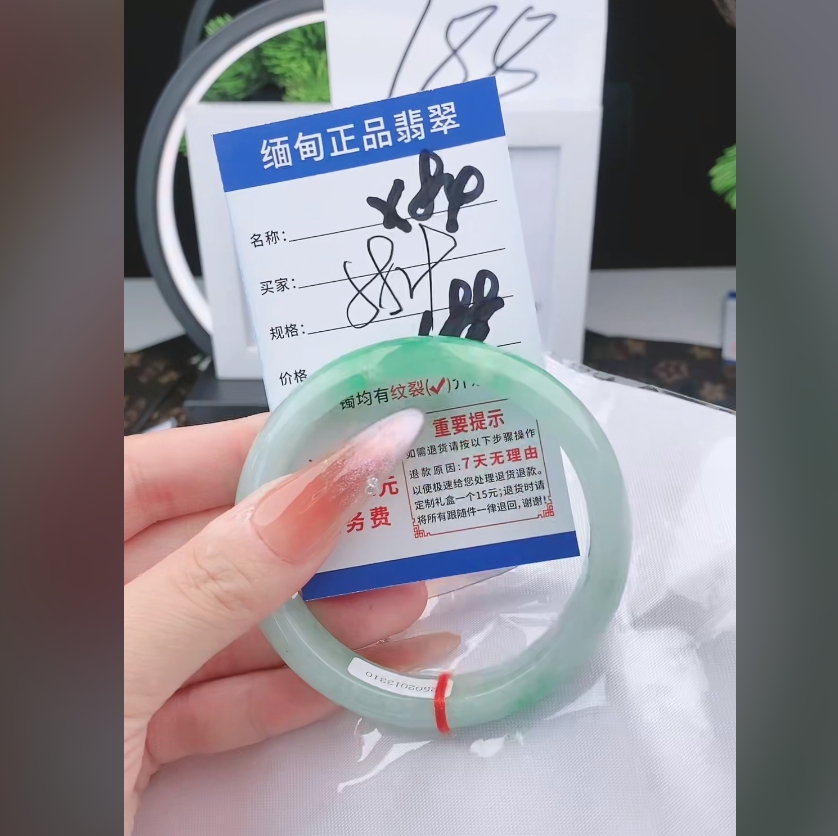 188
缅甸正品翡翠
名称：
买家：
规格：
188
价格
镯均有纹裂(✓)
重要提示
如需退货请按以下步骤操作
退款原因：7天无理由
以便极速给您处理退货退款。
定制礼盒一个15元；退货时请
将所有跟随件一律退回，谢谢！
元
务费